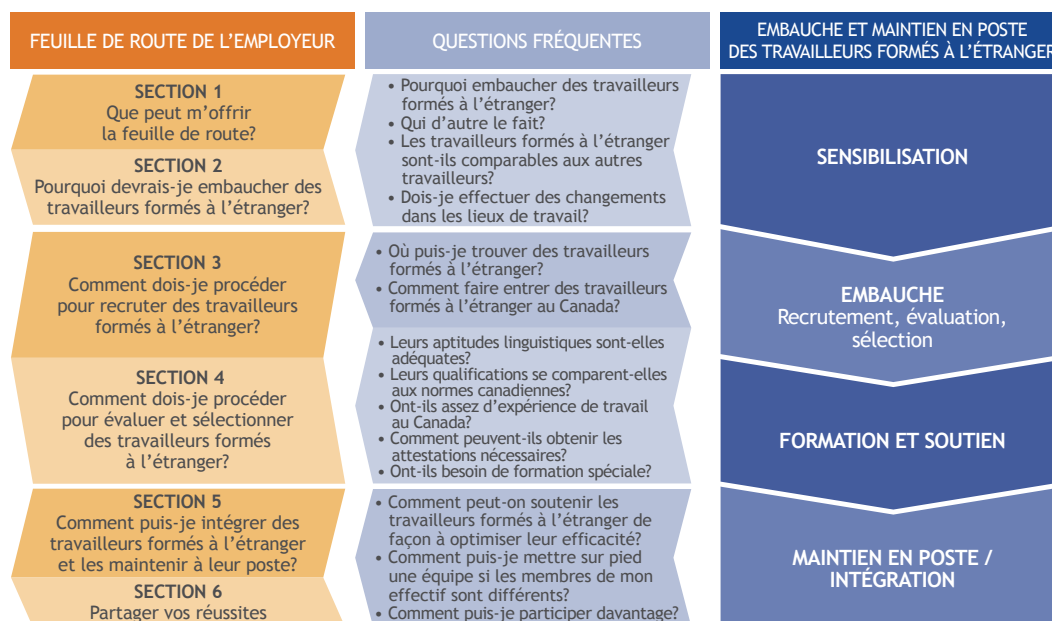 FEUILLE DE ROUTE DE L'EMPLOYEUR
SECTION 1
Que peut m'offrir
la feuille de route?
SECTION 2
Pourquoi devrais-je embaucher des
travailleurs formés à l'étranger?
SECTION 3
Comment dois-je procéder
pour recruter des travailleurs
formés à l'étranger?
SECTION 4
Comment dois-je procéder
pour évaluer et sélectionner
des travailleurs formés
à l'étranger?
SECTION 5
Comment puis-je intégrer des
travailleurs formés à l'étranger
et les maintenir à leur poste?
SECTION 6
Partager vos réussites
QUESTIONS FRÉQUENTES
• Pourquoi embaucher des travailleurs
formés à l'étranger?
• Qui d'autre le fait?
• Les travailleurs formés à l'étranger
sont-ils comparables aux autres
travailleurs?
• Dois-je effectuer des changements
dans les lieux de travail?
• Où puis-je trouver des travailleurs
formés à l'étranger?
• Comment faire entrer des travailleurs
formés à l'étranger au Canada?
• Leurs aptitudes linguistiques sont-elles
adéquates?
• Leurs qualifications se comparent-elles
aux normes canadiennes?
• Ont-ils assez d'expérience de travail
au Canada?
• Comment peuvent-ils obtenir les
attestations nécessaires?
• Ont-ils besoin de formation spéciale?
• Comment peut-on soutenir les
travailleurs formés à l'étranger de
façon à optimiser leur efficacité?
• Comment puis-je mettre sur pied
une équipe si les membres de mon
effectif sont différents?
• Comment puis-je participer davantage?
EMBAUCHE ET MAINTIEN EN POSTE
DES TRAVAILLEURS FORMÉS À L'ÉTRANGER
SENSIBILISATION
EMBAUCHE
Recrutement, évaluation,
sélection
FORMATION ET SOUTIEN
MAINTIEN EN POSTE /
INTÉGRATION